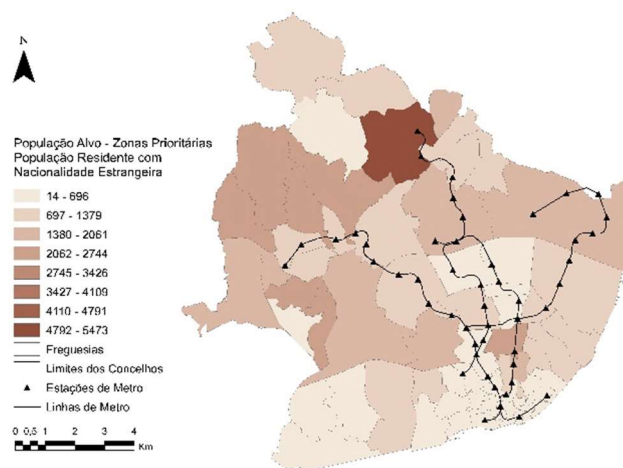 N
População Alvo - Zonas Prioritárias
População Residente com
Nacionalidade Estrangeira
14 - 696
697 - 1379
1380 - 2061
2062 - 2744
2745 - 3426
3427 - 4109
4110 - 4791
4792 - 5473
Freguesias
Limites dos Concelhos
Estações de Metro
Linhas de Metro
0 0,5 1 2 3 4
Km